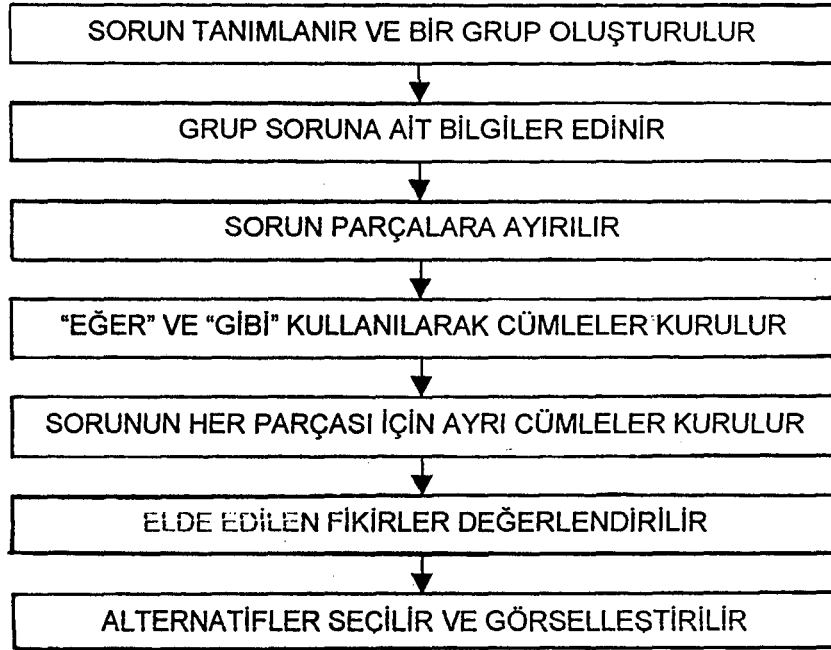 SORUN TANIMLANIR VE BİR GRUP OLUŞTURULUR
GRUP SORUNA AİT BİLGİLER EDİNİR
SORUN PARÇALARA AYIRILIR
“EĞER” VE “GİBİ” KULLANILARAK CÜMLELER KURULUR
SORUNUN HER PARÇASI İÇİN AYRI CÜMLELER KURULUR
ELDE EDİLEN FİKİRLER DEĞERLENDİRİLİR
ALTERNATİFLER SEÇİLİR VE GÖRSELLEŞTİRİLİR